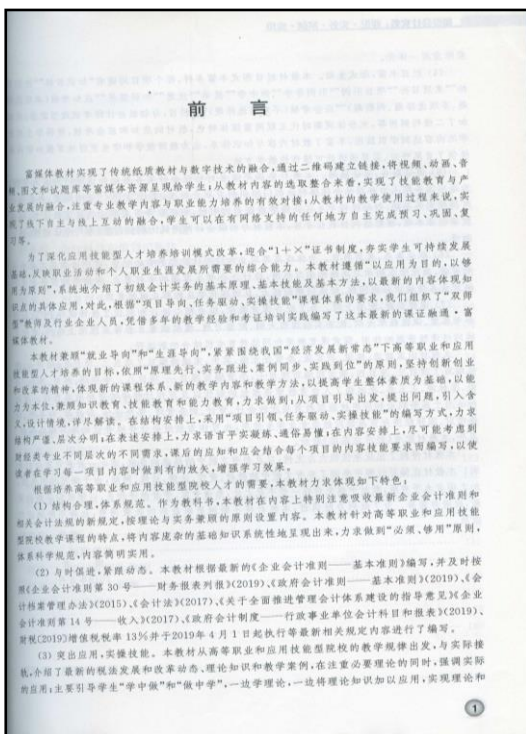 前　言
富媒体教材实现了传统纸质教材与数字技术的融合,通过二维码建立链接,将视频、动画、音
频、图文和试题库等富媒体资源呈现给学生;从教材内容的选取整合来看,实现了技能教育与产
业发展的融合,注重专业教学内容与职业能力培养的有效对接;从教材的教学使用过程来说,实
现了线下自主与线上互动的融合,学生可以在有网络支持的任何地方自主完成预习、巩固、复
习等。
为了深化应用技能型人才培养培训模式改革,迎合“1+×”证书制度,夯实学生可持续发展
基础,反映职业活动和个人职业生涯发展所需要的综合能力。本教材遵循“以应用为目的,以够
用为原则”,系统地介绍了初级会计实务的基本原理、基本技能及基本方法,以最新的内容体现知
识点的具体应用,对此,根据“项目导向、任务驱动、实操技能”课程体系的要求,我们组织了“双师
型”教师及行业企业人员,凭借多年的教学经验和考证培训实践编写了这本最新的课证融通·富
媒体教材。
本教材兼顾“就业导向”和“生涯导向”,紧紧围绕我国“经济发展新常态”下高等职业和应用
技能型人才培养的目标,依照“原理先行、实务跟进、案例同步、实践到位”的原则,坚持创新创业
和改革的精神,体现新的课程体系、新的教学内容和教学方法,以提高学生整体素质为基础,以能
力为本位,兼顾知识教育、技能教育和能力教育,力求做到:从项目引导出发,提出问题,引入含
义,设计情境,详尽解读。在结构安排上,采用“项目引领、任务驱动、实操技能”的编写方式,力求
结构严谨、层次分明;在表述安排上,力求语言平实凝练、通俗易懂;在内容安排上,尽可能考虑到
财经类专业不同层次的不同需求,课后的应知和应会结合每个项目的内容技能要求而编写,以使
读者在学习每一项目内容时做到有的放矢,增强学习效果。
根据培养高等职业和应用技能型院校人才的需要,本教材力求体现如下特色:
(1)结构合理,体系规范。作为教科书,本教材在内容上特别注意吸收最新企业会计准则和
相关会计法规的新规定,按理论与实务兼顾的原则设置内容。本教材针对高等职业和应用技能
型院校教学课程的特点,将内容庞杂的基础知识系统性地呈现出来,力求做到“必须、够用”原则,
体系科学规范,内容简明实用。
(2)与时俱进,紧跟动态。本教材根据最新的《企业会计准则——基本准则》编写,并及时按
照《企业会计准则第30号——财务报表列报》(2019)、《政府会计准则——基本准则》(2019)、《会
计档案管理办法》(2015)、《会计法》(2017)、《关于全面推进管理会计体系建设的指导意见》《企业
会计准则第14号——收入》(2017)、《政府会计制度——行政事业单位会计科目和报表》(2019)、
财税(2019)增值税税率13%并于2019年4月1日起执行等最新相关规定内容进行了编写。
(3)突出应用,实操技能。本教材从高等职业和应用技能型院校的教学规律出发,与实际接
轨,介绍了最新的税法发展和改革动态、理论知识和教学案例,在注重必要理论的同时,强调实际
的应用;主要引导学生“学中做”和“做中学”,一边学理论,一边将理论知识加以应用,实现理论和
1